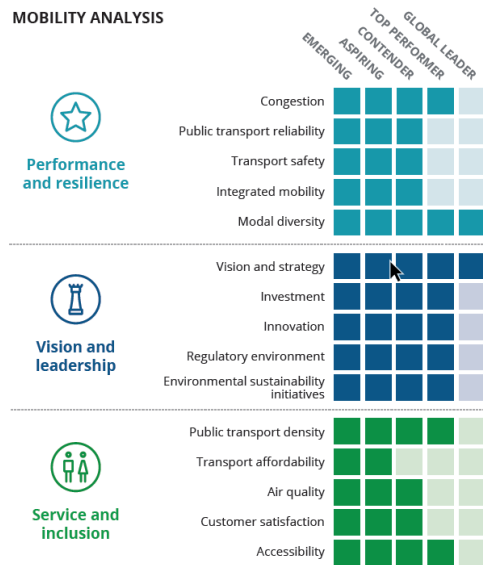 MOBILITY ANALYSIS
EMERGING
ASPIRING
CONTENDER
TOP PERFORMER
GLOBAL LEADER
Performance
and resilience
Congestion
Public transport reliability
Transport safety
Integrated mobility
Modal diversity
Vision and
leadership
Vision and strategy
Investment
Innovation
Regulatory environment
Environmental sustainability
initiatives
Service and
inclusion
Public transport density
Transport affordability
Air quality
Customer satisfaction
Accessibility